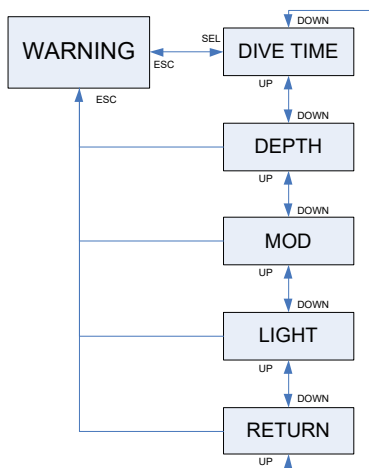 DOWN
WARNING
SEL
ESC
DIVE TIME
UP
ESC
DOWN
DEPTH
UP
DOWN
MOD
UP
DOWN
LIGHT
UP
DOWN
RETURN
UP